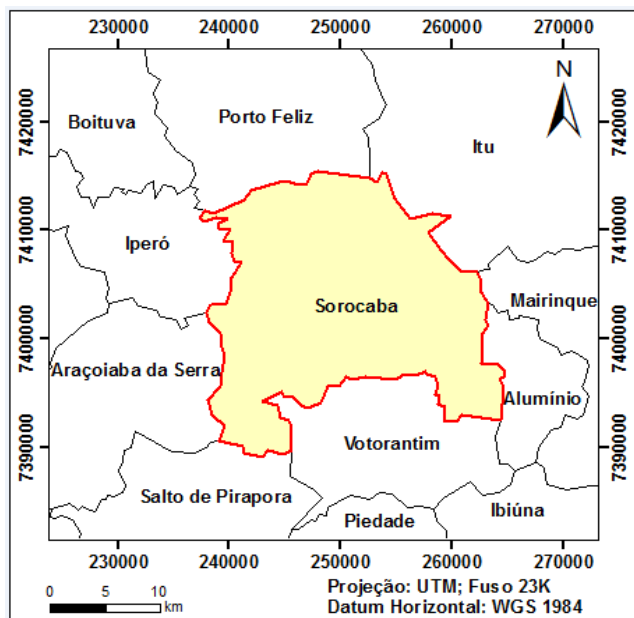 230000 240000 250000 260000 270000
N
7420000 7420000
Porto Feliz
Boituva
Itu
7410000 7410000
Iperó
Mairinque
Sorocaba
7400000 7400000
Araçoiaba da Serra
Alumínio
Votorantim
7390000 7390000
Salto de Pirapora
Ibiúna
Piedade
230000 240000 250000 260000 270000
0 5 10
km
Projeção: UTM; Fuso 23K
Datum Horizontal: WGS 1984